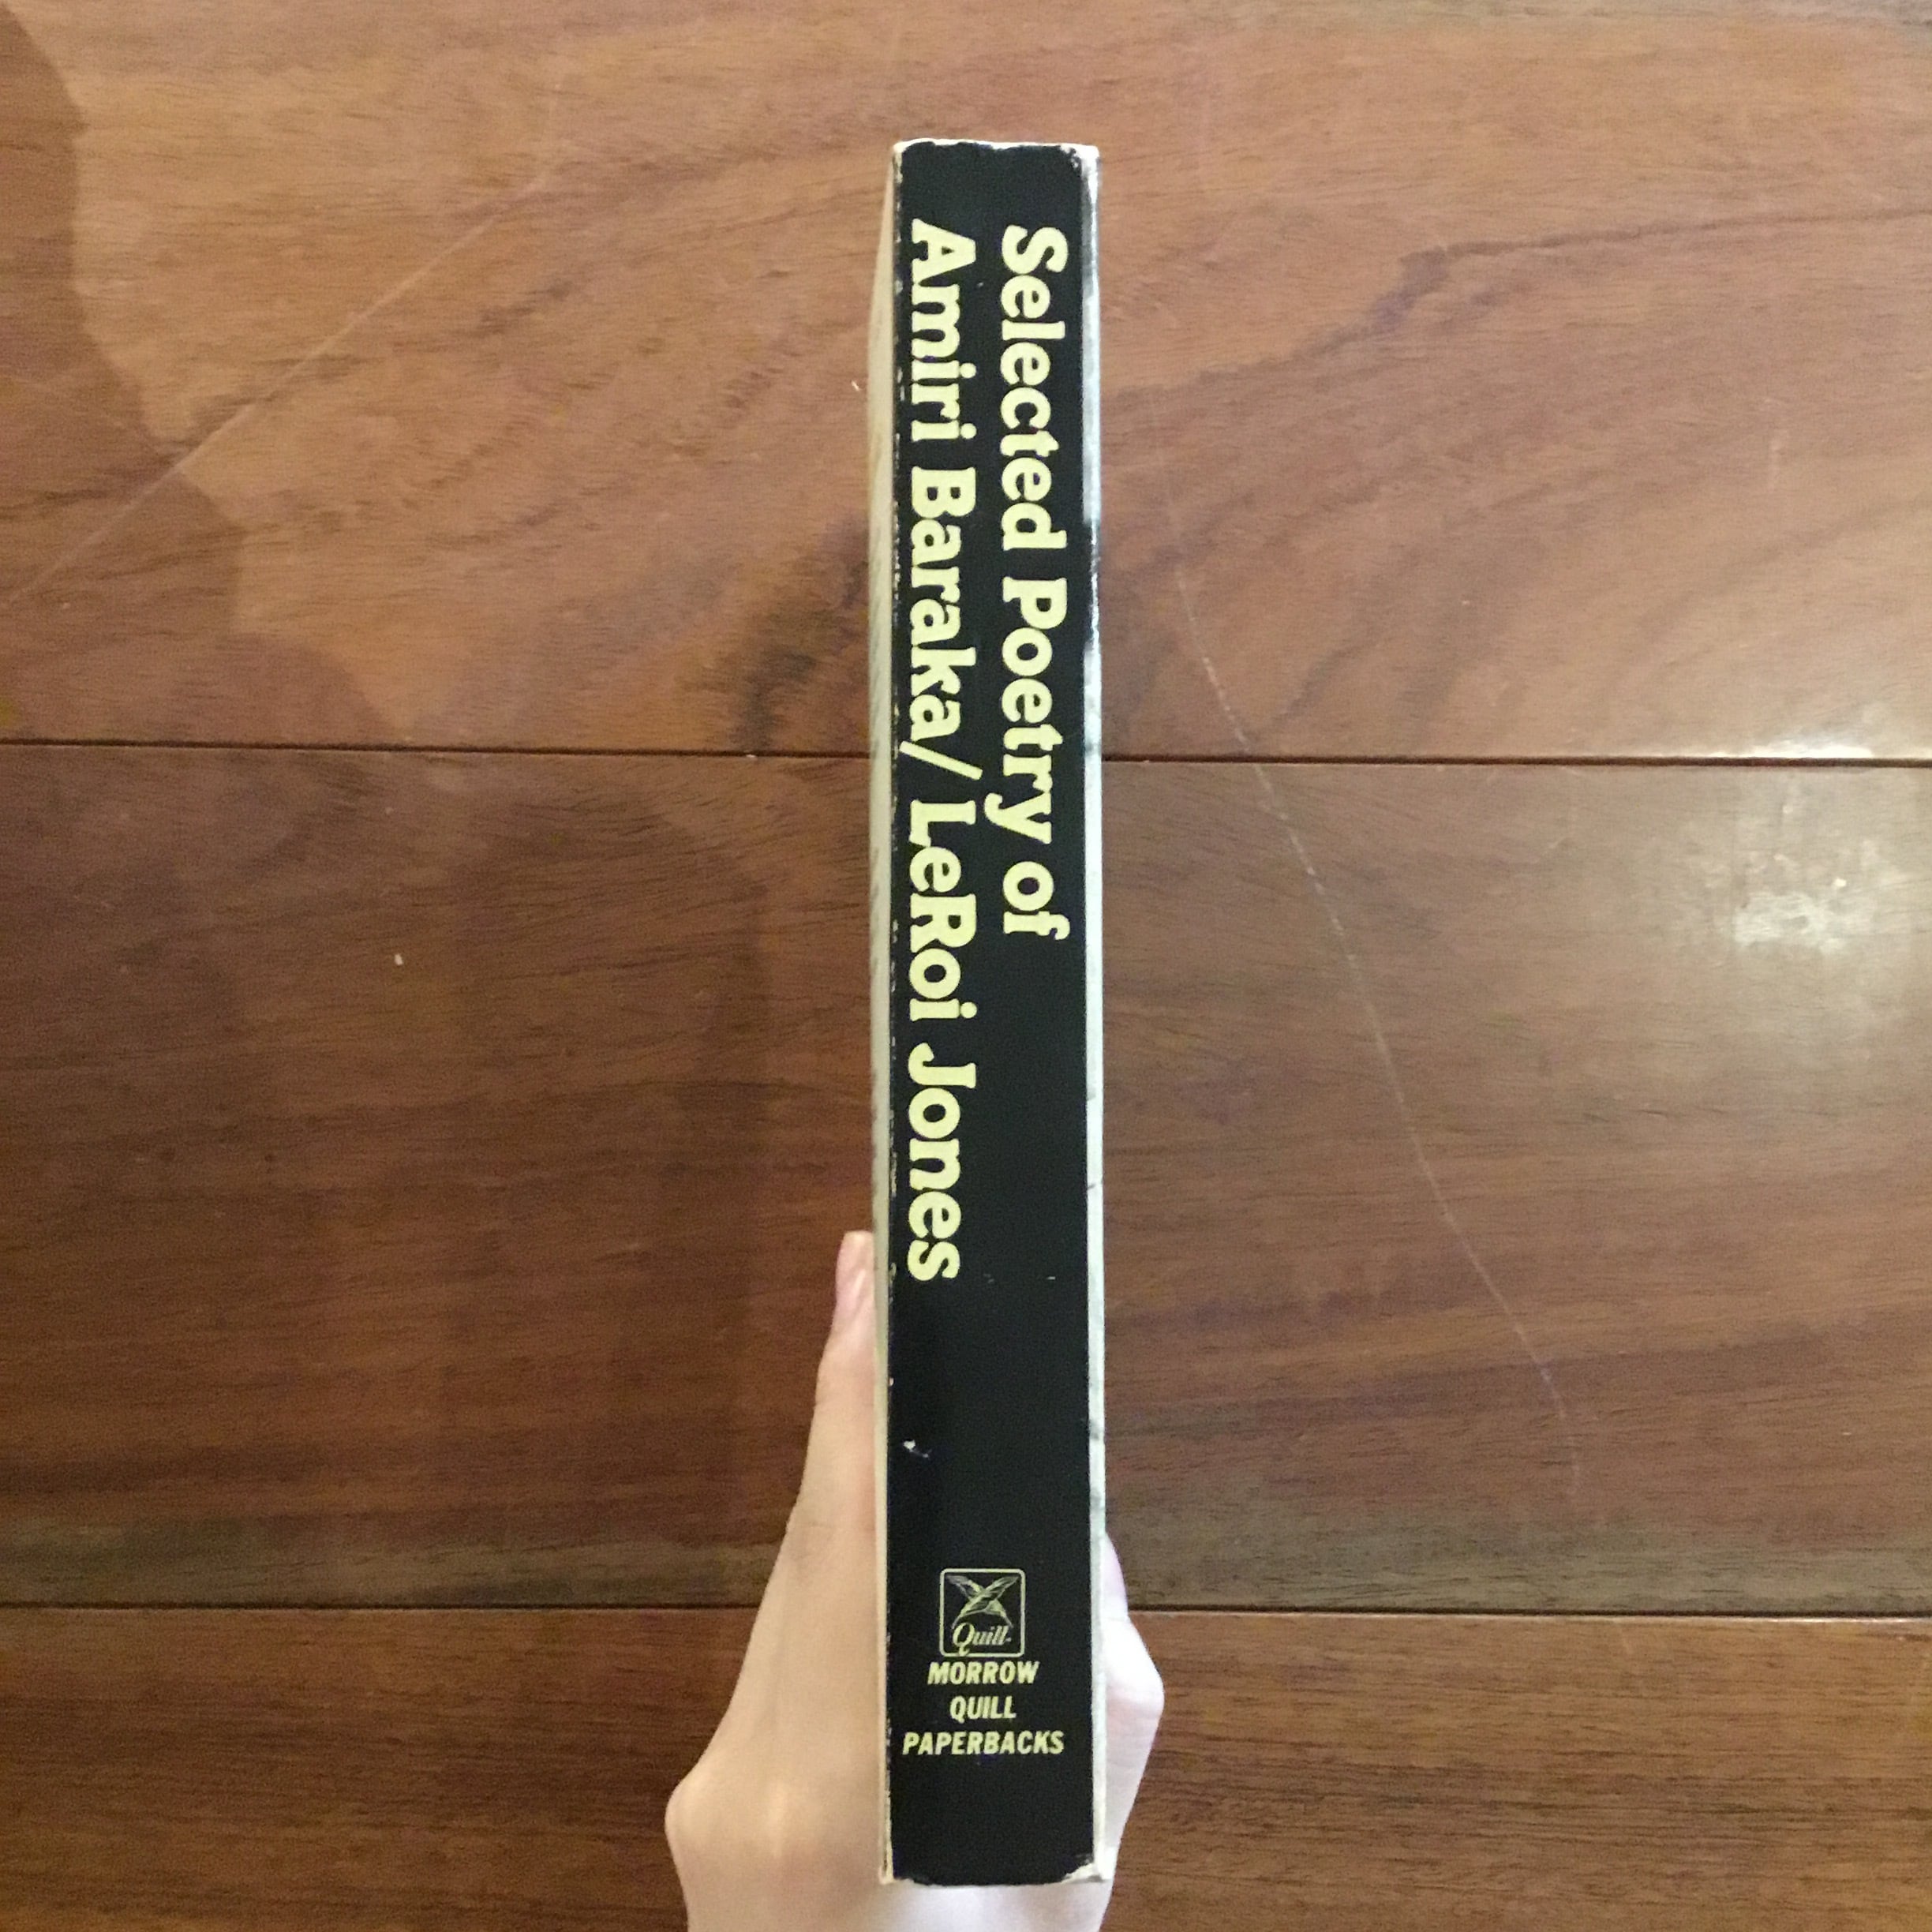 Selected Poetry of
Amiri Baraka/ LeRoi Jones
Quill
MORROW
QUILL
PAPERBACKS